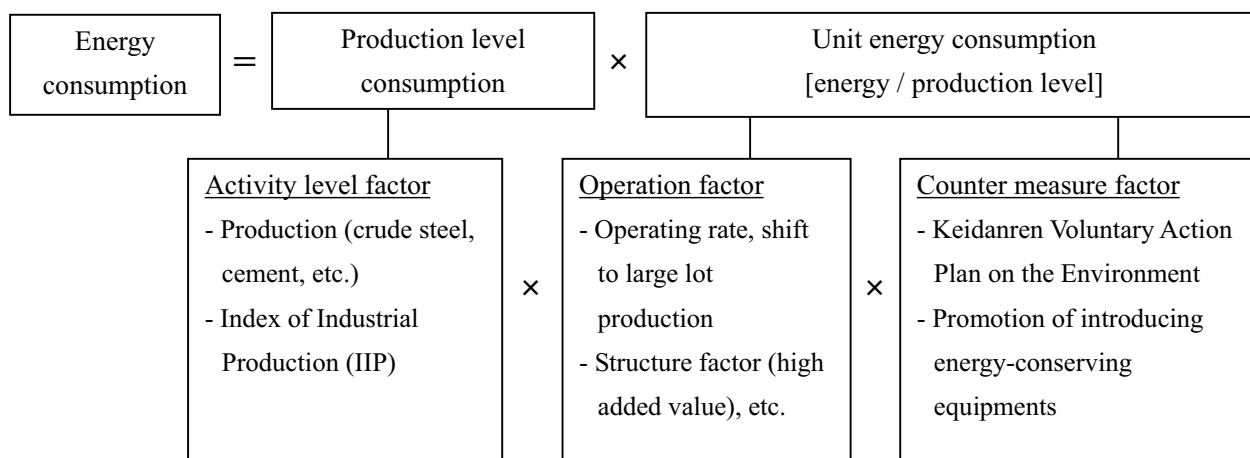 Energy
consumption
=
Production level
consumption
×
Unit energy consumption
[energy / production level]
Activity level factor
- Production (crude steel,
cement, etc.)
- Index of Industrial
Production (IIP)
×
Operation factor
- Operating rate, shift
to large lot
production
- Structure factor (high
added value), etc.
×
Counter measure factor
- Keidanren Voluntary Action
Plan on the Environment
- Promotion of introducing
energy-conserving
equipments